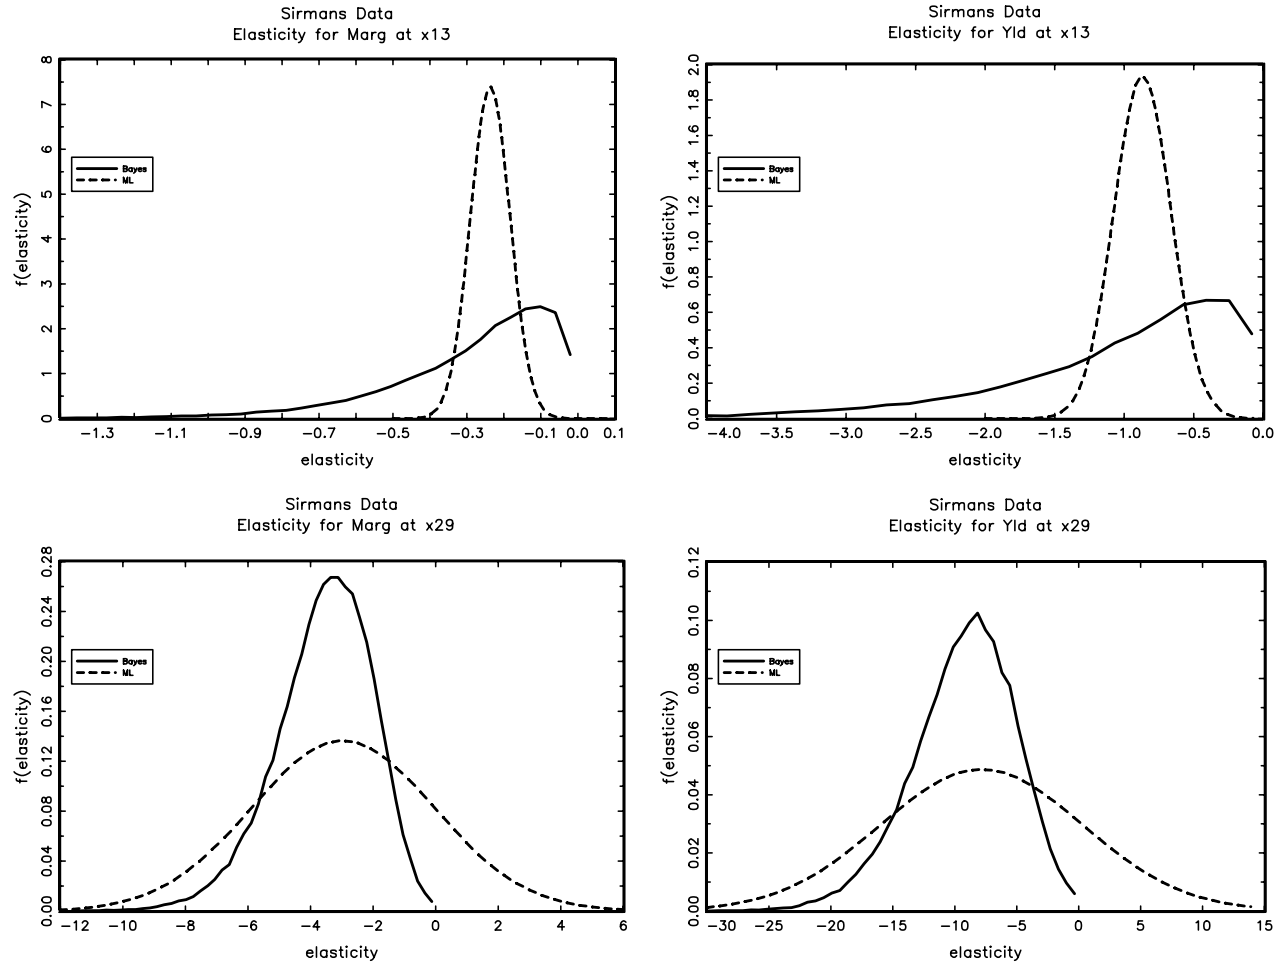 Sirmans Data
Elasticity for Marg at x13
f(elasticity)
8
7
6
5
4
3
2
1
0
Bayes
ML
−1.3 −1.1 −0.9 −0.7 −0.5 −0.3 −0.1 0.0 0.1
elasticity
Sirmans Data
Elasticity for Yld at x13
f(elasticity)
2.0
1.8
1.6
1.4
1.2
1.0
0.8
0.6
0.4
0.2
0.0
Bayes
ML
−4.0 −3.5 −3.0 −2.5 −2.0 −1.5 −1.0 −0.5 0.0
elasticity
Sirmans Data
Elasticity for Marg at x29
f(elasticity)
0.28
0.24
0.20
0.16
0.12
0.08
0.04
0.00
Bayes
ML
−12 −10 −8 −6 −4 −2 0 2 4 6
elasticity
Sirmans Data
Elasticity for Yld at x29
f(elasticity)
0.12
0.10
0.08
0.06
0.04
0.02
0.00
Bayes
ML
−30 −25 −20 −15 −10 −5 0 5 10 15
elasticity